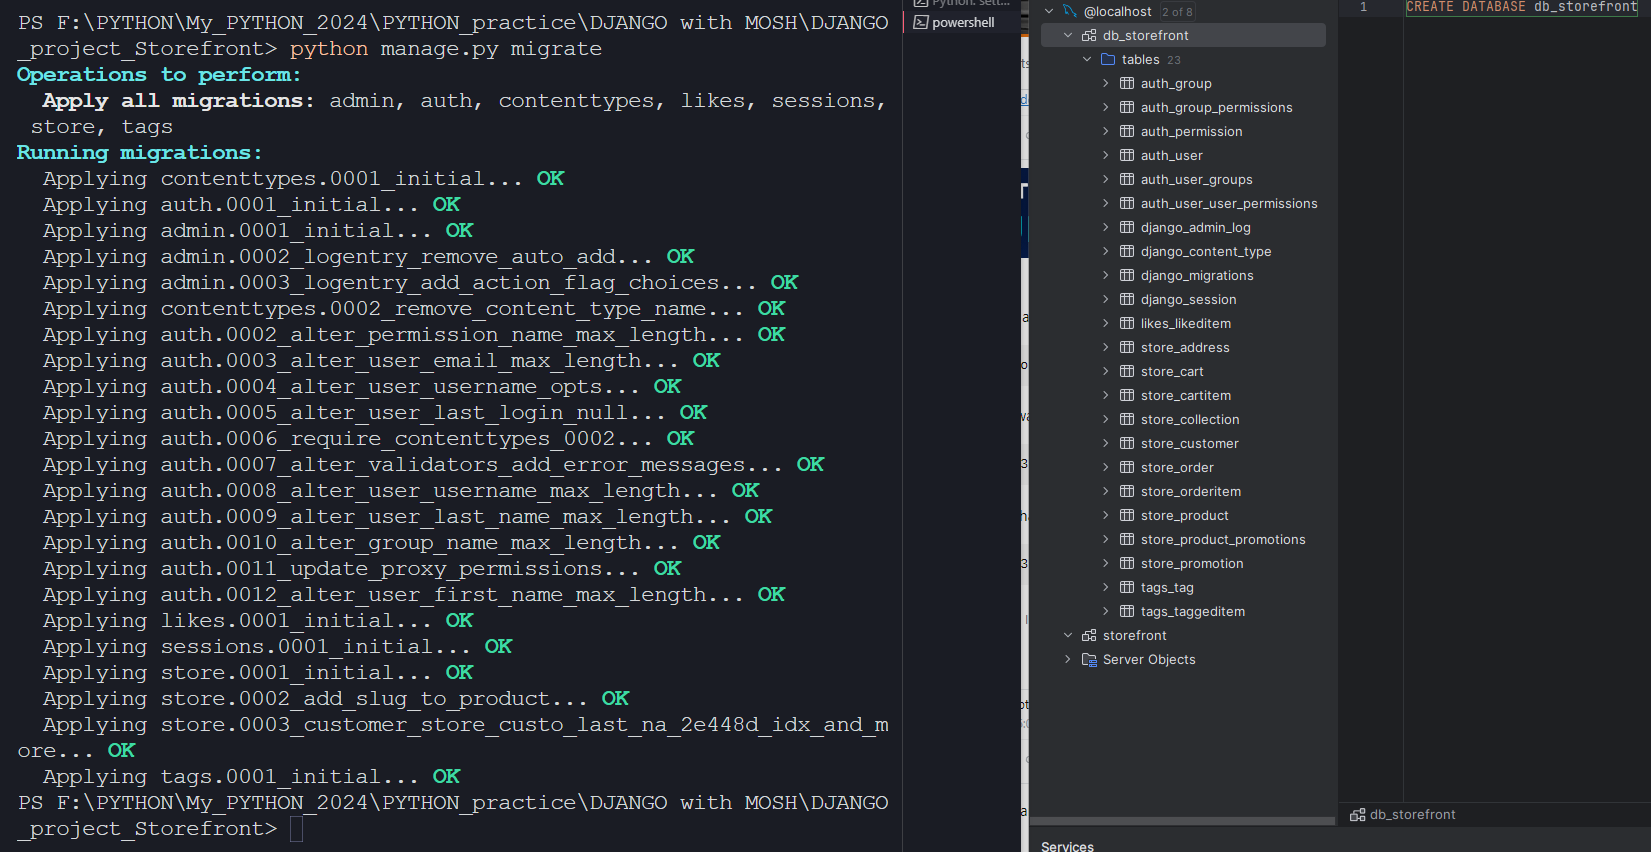 PS F:\PYTHON\My_PYTHON_2024\PYTHON_practice\DJANGO with MOSH\DJANGO
_project_Storefront> python manage.py migrate
Operations to perform:
  Apply all migrations: admin, auth, contenttypes, likes, sessions,
 store, tags
Running migrations:
  Applying contenttypes.0001_initial... OK
  Applying auth.0001_initial... OK
  Applying admin.0001_initial... OK
  Applying admin.0002_logentry_remove_auto_add... OK
  Applying admin.0003_logentry_add_action_flag_choices... OK
  Applying contenttypes.0002_remove_content_type_name... OK
  Applying auth.0002_alter_permission_name_max_length... OK
  Applying auth.0003_alter_user_email_max_length... OK
  Applying auth.0004_alter_user_username_opts... OK
  Applying auth.0005_alter_user_last_login_null... OK
  Applying auth.0006_require_contenttypes_0002... OK
  Applying auth.0007_alter_validators_add_error_messages... OK
  Applying auth.0008_alter_user_username_max_length... OK
  Applying auth.0009_alter_user_last_name_max_length... OK
  Applying auth.0010_alter_group_name_max_length... OK
  Applying auth.0011_update_proxy_permissions... OK
  Applying auth.0012_alter_user_first_name_max_length... OK
  Applying likes.0001_initial... OK
  Applying sessions.0001_initial... OK
  Applying store.0001_initial... OK
  Applying store.0002_add_slug_to_product... OK
  Applying store.0003_customer_store_custo_last_na_2e448d_idx_and_m
ore... OK
  Applying tags.0001_initial... OK
PS F:\PYTHON\My_PYTHON_2024\PYTHON_practice\DJANGO with MOSH\DJANGO
_project_Storefront>
powershell
@localhost 2 of 8
db_storefront
tables 23
auth_group
auth_group_permissions
auth_permission
auth_user
auth_user_groups
auth_user_user_permissions
django_admin_log
django_content_type
django_migrations
django_session
likes_likeditem
store_address
store_cart
store_cartitem
store_collection
store_customer
store_order
store_orderitem
store_product
store_product_promotions
store_promotion
tags_tag
tags_taggeditem
storefront
Server Objects
Services
1 CREATE DATABASE db_storefront
db_storefront